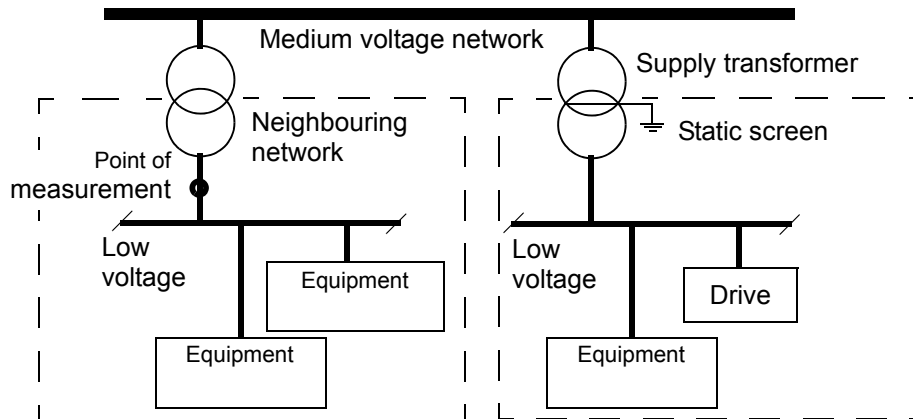 Medium voltage network
Supply transformer
Neighbouring
network
Static screen
Point of
measurement
Low
voltage
Equipment
Equipment
Low
voltage
Drive
Equipment